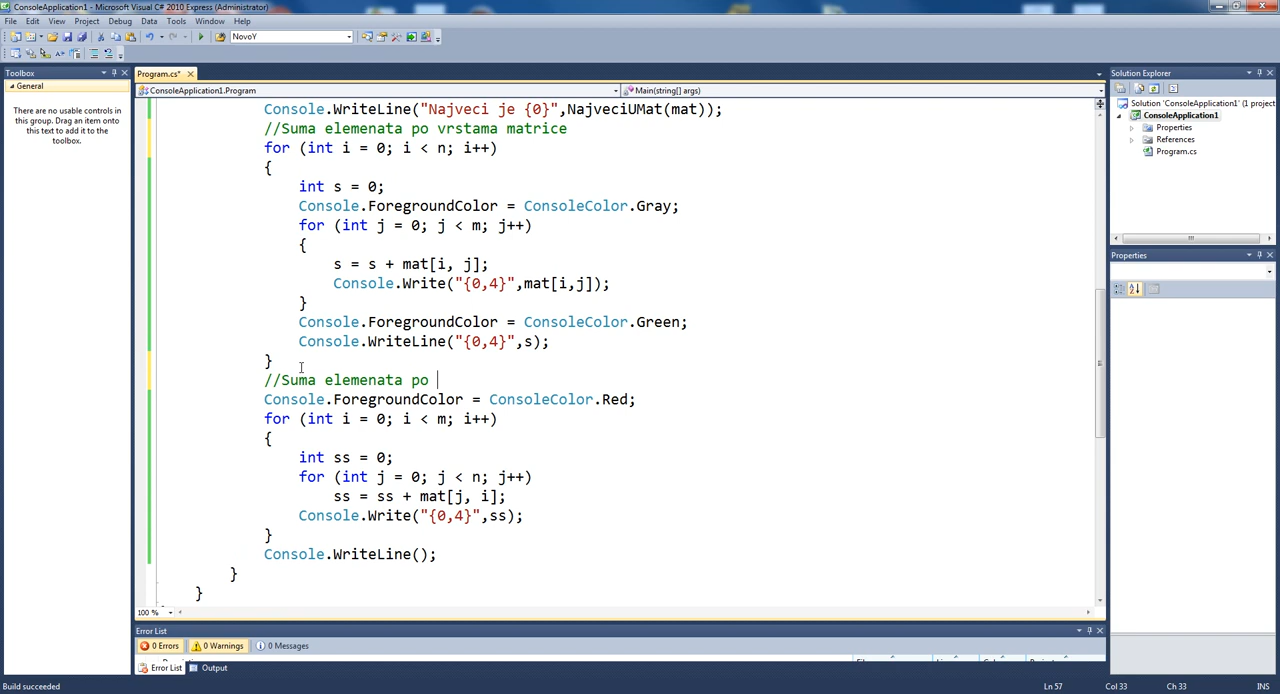 ConsoleApplication1 - Microsoft Visual C# 2010 Express (Administrator)
File Edit View Project Debug Data Tools Window Help
NovoY
Toolbox
General
There are no usable controls in
this group. Drag an item onto
this text to add it to the
toolbox.
Program.cs*
ConsoleApplication1.Program
Main(string[] args)
Console.WriteLine("Najveci je {0}",NajveciUMat(mat));
//Suma elemenata po vrstama matrice
for (int i = 0; i < n; i++)
{
int s = 0;
Console.ForegroundColor = ConsoleColor.Gray;
for (int j = 0; j < m; j++)
{
s = s + mat[i, j];
Console.Write("{0,4}",mat[i,j]);
}
Console.ForegroundColor = ConsoleColor.Green;
Console.WriteLine("{0,4}",s);
}
//Suma elemenata po
Console.ForegroundColor = ConsoleColor.Red;
for (int i = 0; i < m; i++)
{
int ss = 0;
for (int j = 0; j < n; j++)
ss = ss + mat[j, i];
Console.Write("{0,4}",ss);
}
Console.WriteLine();
}
}
100 %
Error List
0 Errors 0 Warnings 0 Messages
Error List Output
Solution Explorer
Solution 'ConsoleApplication1' (1 project
ConsoleApplication1
Properties
References
Program.cs
Properties
Build succeeded Ln 57 Col 33 Ch 33 INS